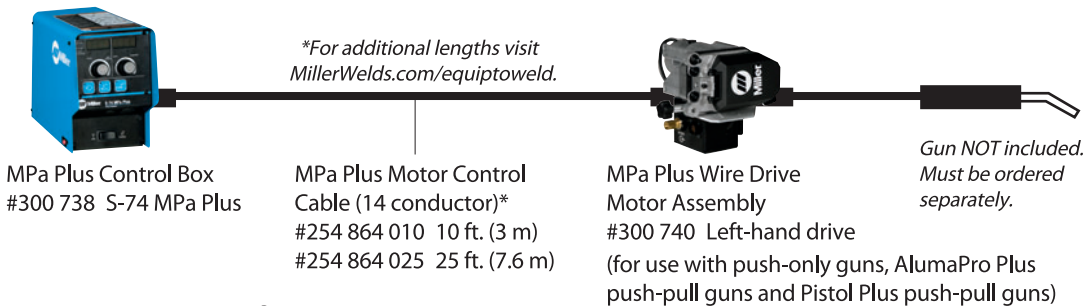 *For additional lengths visit
MillerWelds.com/equiptoweld.
Miller
Miller
Gun NOT included.
Must be ordered
separately.
MPa Plus Control Box
#300 738 S-74 MPa Plus
MPa Plus Motor Control
Cable (14 conductor)*
#254 864 010 10 ft. (3 m)
#254 864 025 25 ft. (7.6 m)
MPa Plus Wire Drive
Motor Assembly
#300 740 Left-hand drive
(for use with push-only guns, AlumaPro Plus
push-pull guns and Pistol Plus push-pull guns)